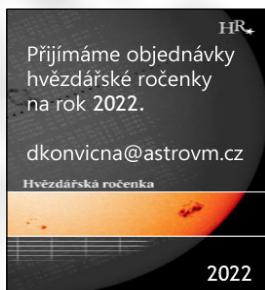 HR
Přijímáme objednávky
hvězdářské ročenky
na rok 2022.
dkonvicna@astrovm.cz
Hvězdářská ročenka
2022